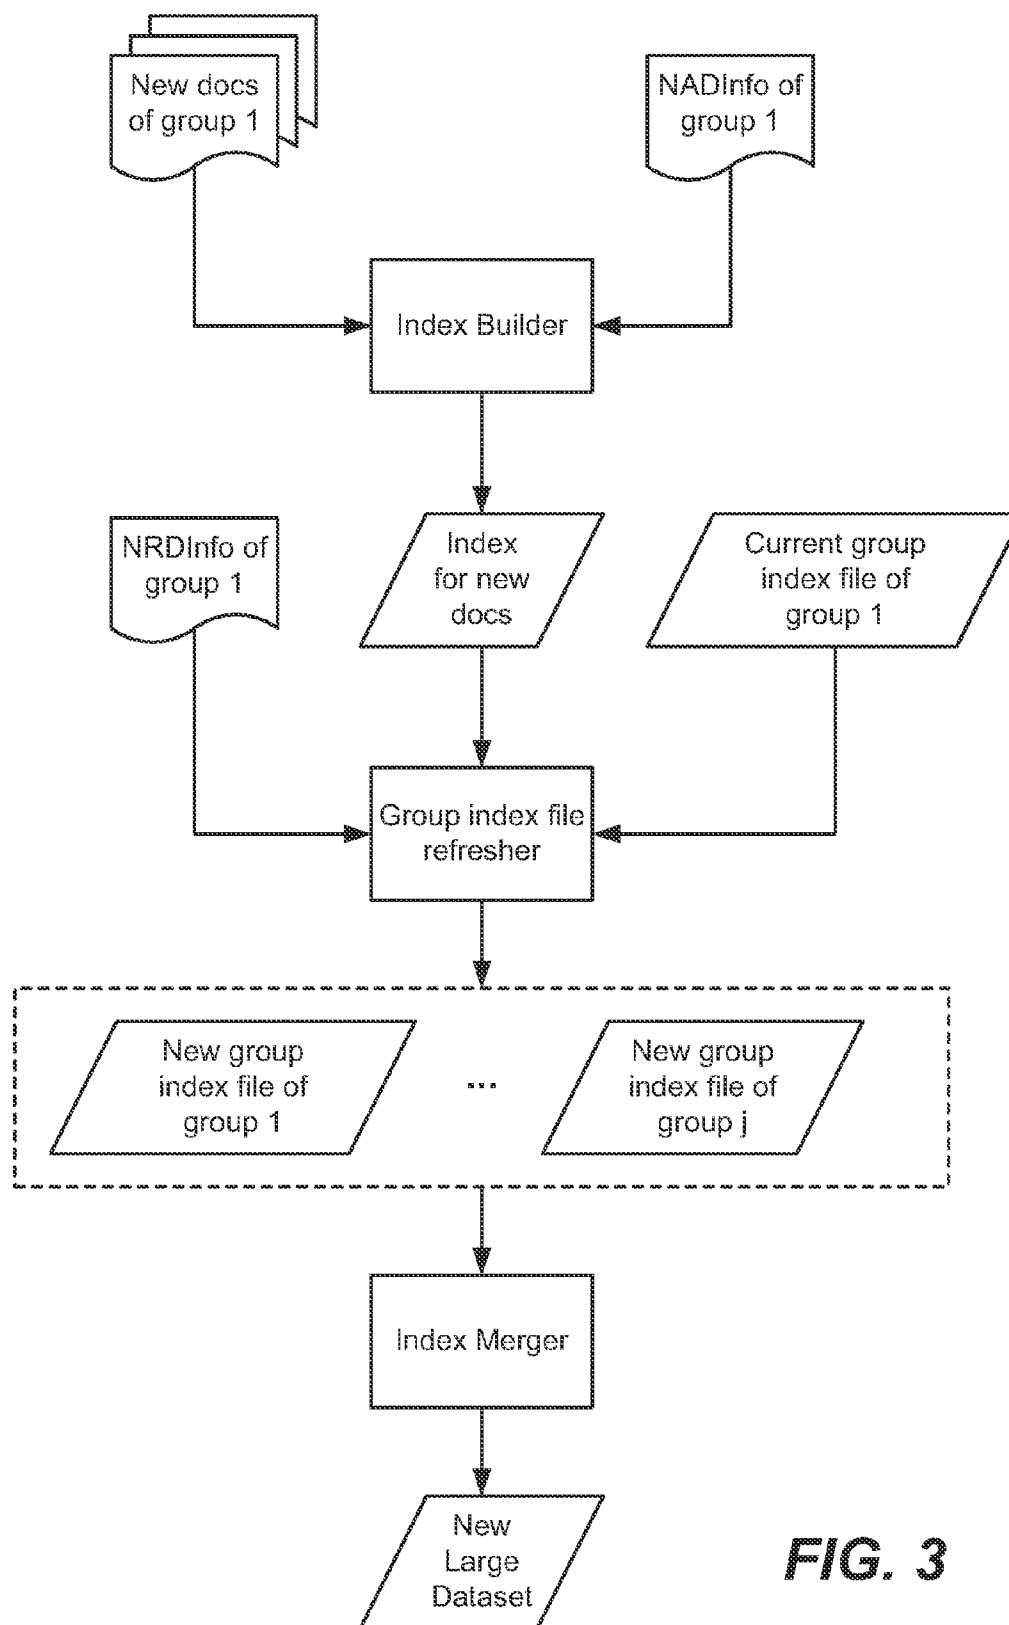 New docs
of group 1
NADInfo of
group 1
Index Builder
NRDInfo of
group 1
Index
for new
docs
Current group
index file of
group 1
Group index file
refresher
New group
index file of
group 1
...
New group
index file of
group j
Index Merger
New
Large
Dataset
FIG. 3